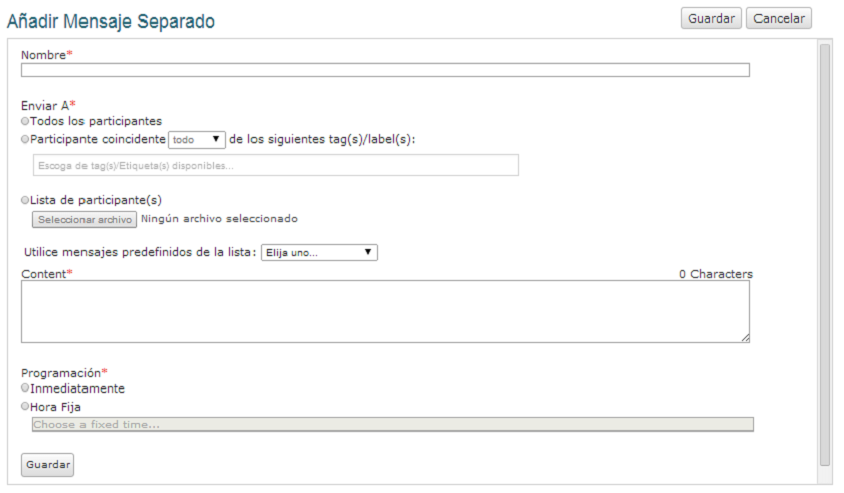 Añadir Mensaje Separado
Guardar Cancelar
Nombre*
Enviar A*
Todos los participantes
Participante coincidente todo de los siguientes tag(s)/label(s):
Escoga de tag(s)/Etiqueta(s) disponibles...
Lista de participante(s)
Seleccionar archivo Ningún archivo seleccionado
Utilice mensajes predefinidos de la lista: Elija uno...
Content* 0 Characters
Programación*
Inmediatamente
Hora Fija
Choose a fixed time...
Guardar